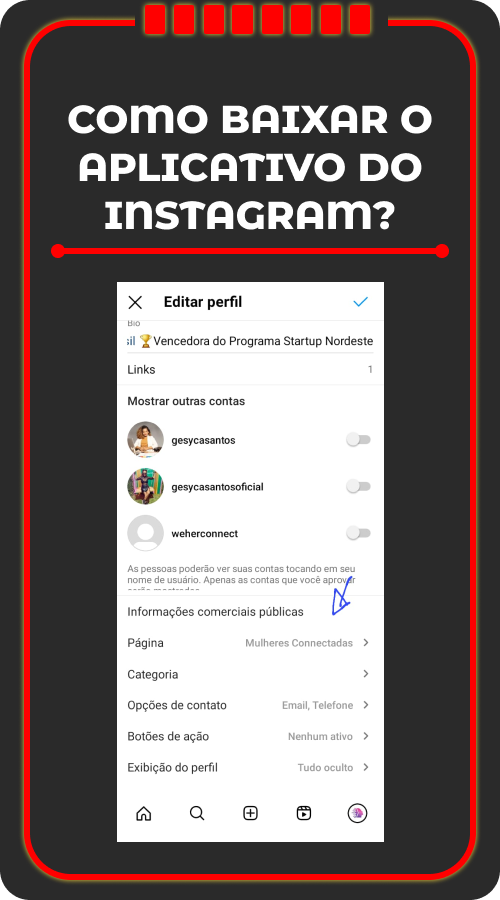 COMO BAIXAR O
APLICATIVO DO
INSTAGRAM?
Editar perfil
Bio
sil 🏆Vencedora do Programa Startup Nordeste
Links 1
Mostrar outras contas
gesycasantos
gesycasantosoficial
weherconnect
As pessoas poderão ver suas contas tocando em seu
nome de usuário. Apenas as contas que você aprovar
serão mostradas.
Informações comerciais públicas
Página Mulheres Connectadas
Categoria
Opções de contato Email, Telefone
Botões de ação Nenhum ativo
Exibição do perfil Tudo oculto